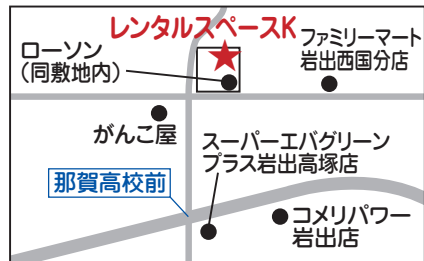 レンタルスペースK
ローソン
（同敷地内）
ファミリーマート
岩出西国分店
がんこ屋
スーパーエバグリーン
プラス岩出高塚店
那賀高校前
コメリパワー
岩出店